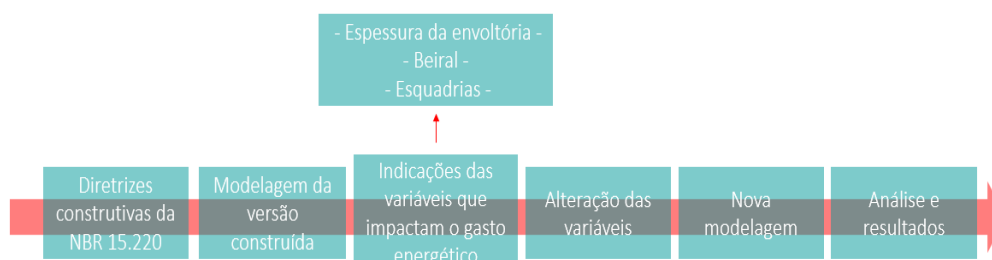 - Espessura da envoltória -
- Beiral -
- Esquadrias -
Diretrizes
construtivas da
NBR 15.220
Modelagem da
versão
construída
Indicações das
variáveis que
impactam o gasto
energético
Alteração das
variáveis
Nova
modelagem
Análise e
resultados